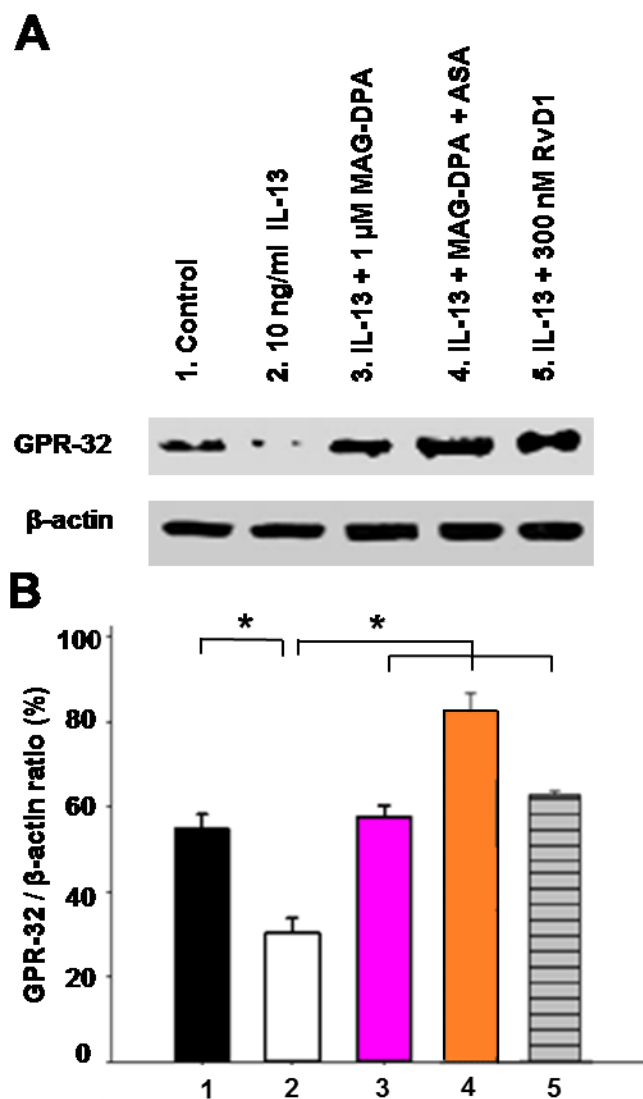 A
1. Control
2. 10 ng/ml IL-13
3. IL-13 + 1 µM MAG-DPA
4. IL-13 + MAG-DPA + ASA
5. IL-13 + 300 nM RvD1
GPR-32
β-actin
B
GPR-32 / β-actin ratio (%)
100
80
60
40
20
0
*
*
1 2 3 4 5